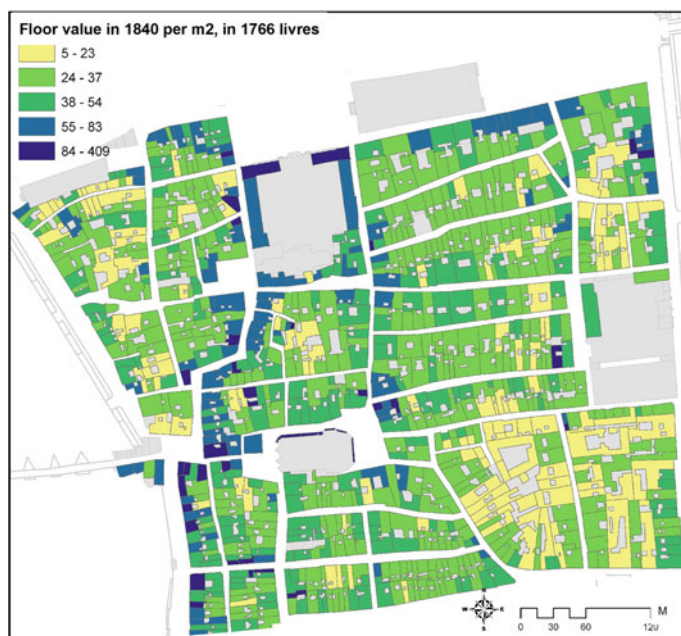 Floor value in 1840 per m2, in 1766 livres
5 - 23
24 - 37
38 - 54
55 - 83
84 - 409
N
W E
S
M
0 30 60 120